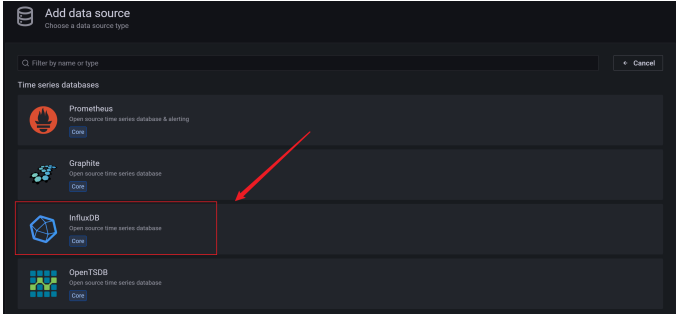 Add data source
Choose a data source type
Filter by name or type
Cancel
Time series databases
Prometheus
Open source time series database & alerting
Core
Graphite
Open source time series database
Core
InfluxDB
Open source time series database
Core
OpenTSDB
Open source time series database
Core